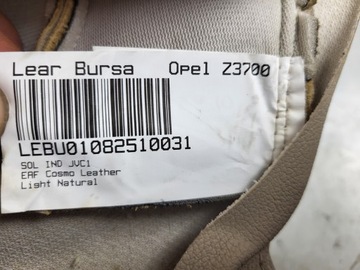 Lear Bursa Opel Z3700
LEBU01082510031
SOL IND JVC1
EAF Cosmo Leather
Light Natural